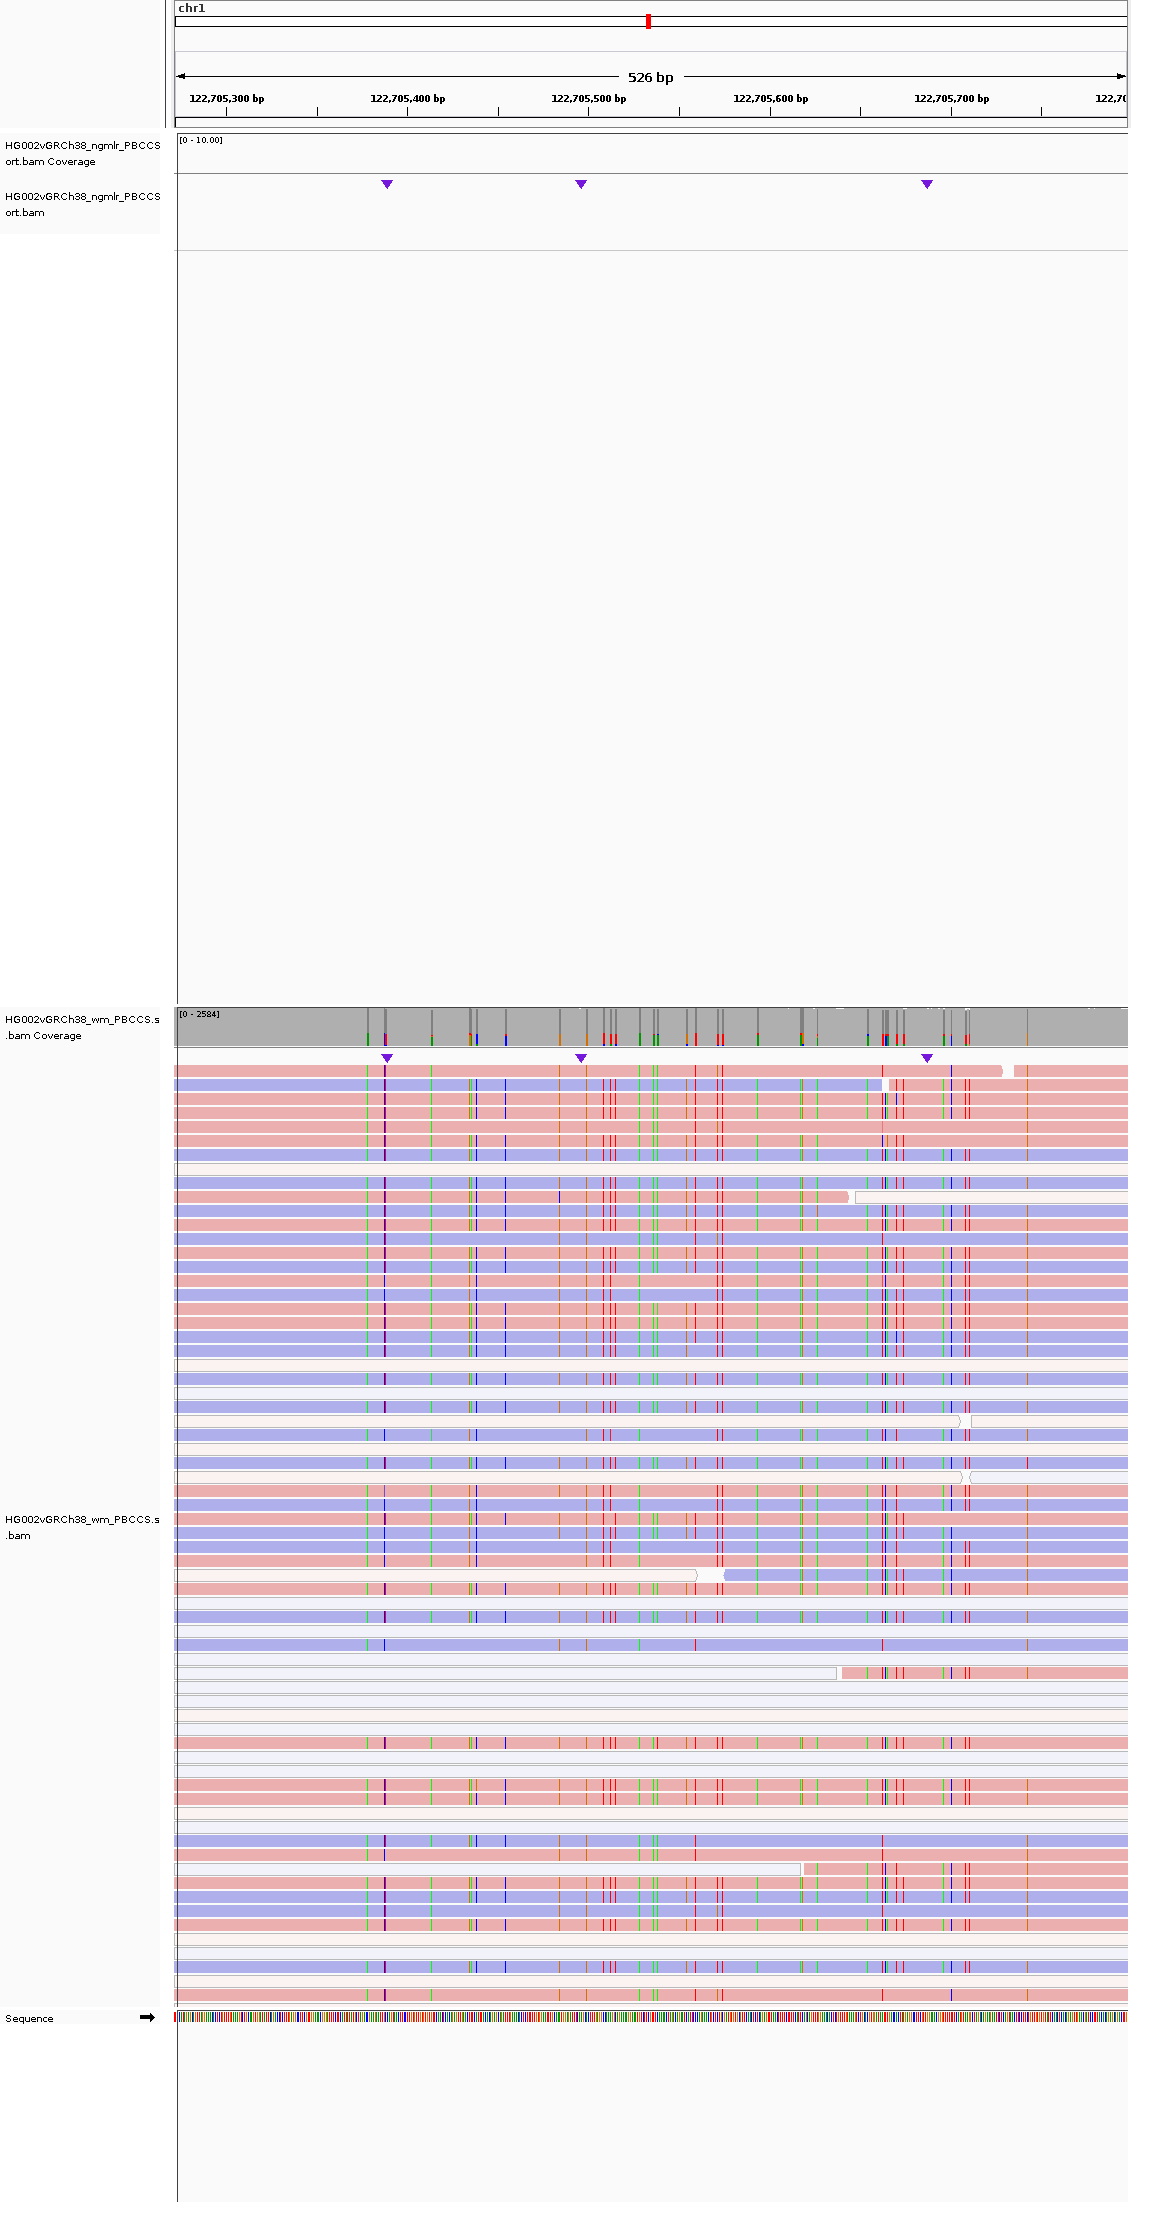 chr1
526 bp
122,705,300 bp 122,705,400 bp 122,705,500 bp 122,705,600 bp 122,705,700 bp 122,70
HG002vGRCh38_ngmlr_PBCCS
ort.bam Coverage
[0 - 10.00]
HG002vGRCh38_ngmlr_PBCCS
ort.bam
HG002vGRCh38_wm_PBCCS.s
.bam Coverage
[0 - 2584]
HG002vGRCh38_wm_PBCCS.s
.bam
Sequence